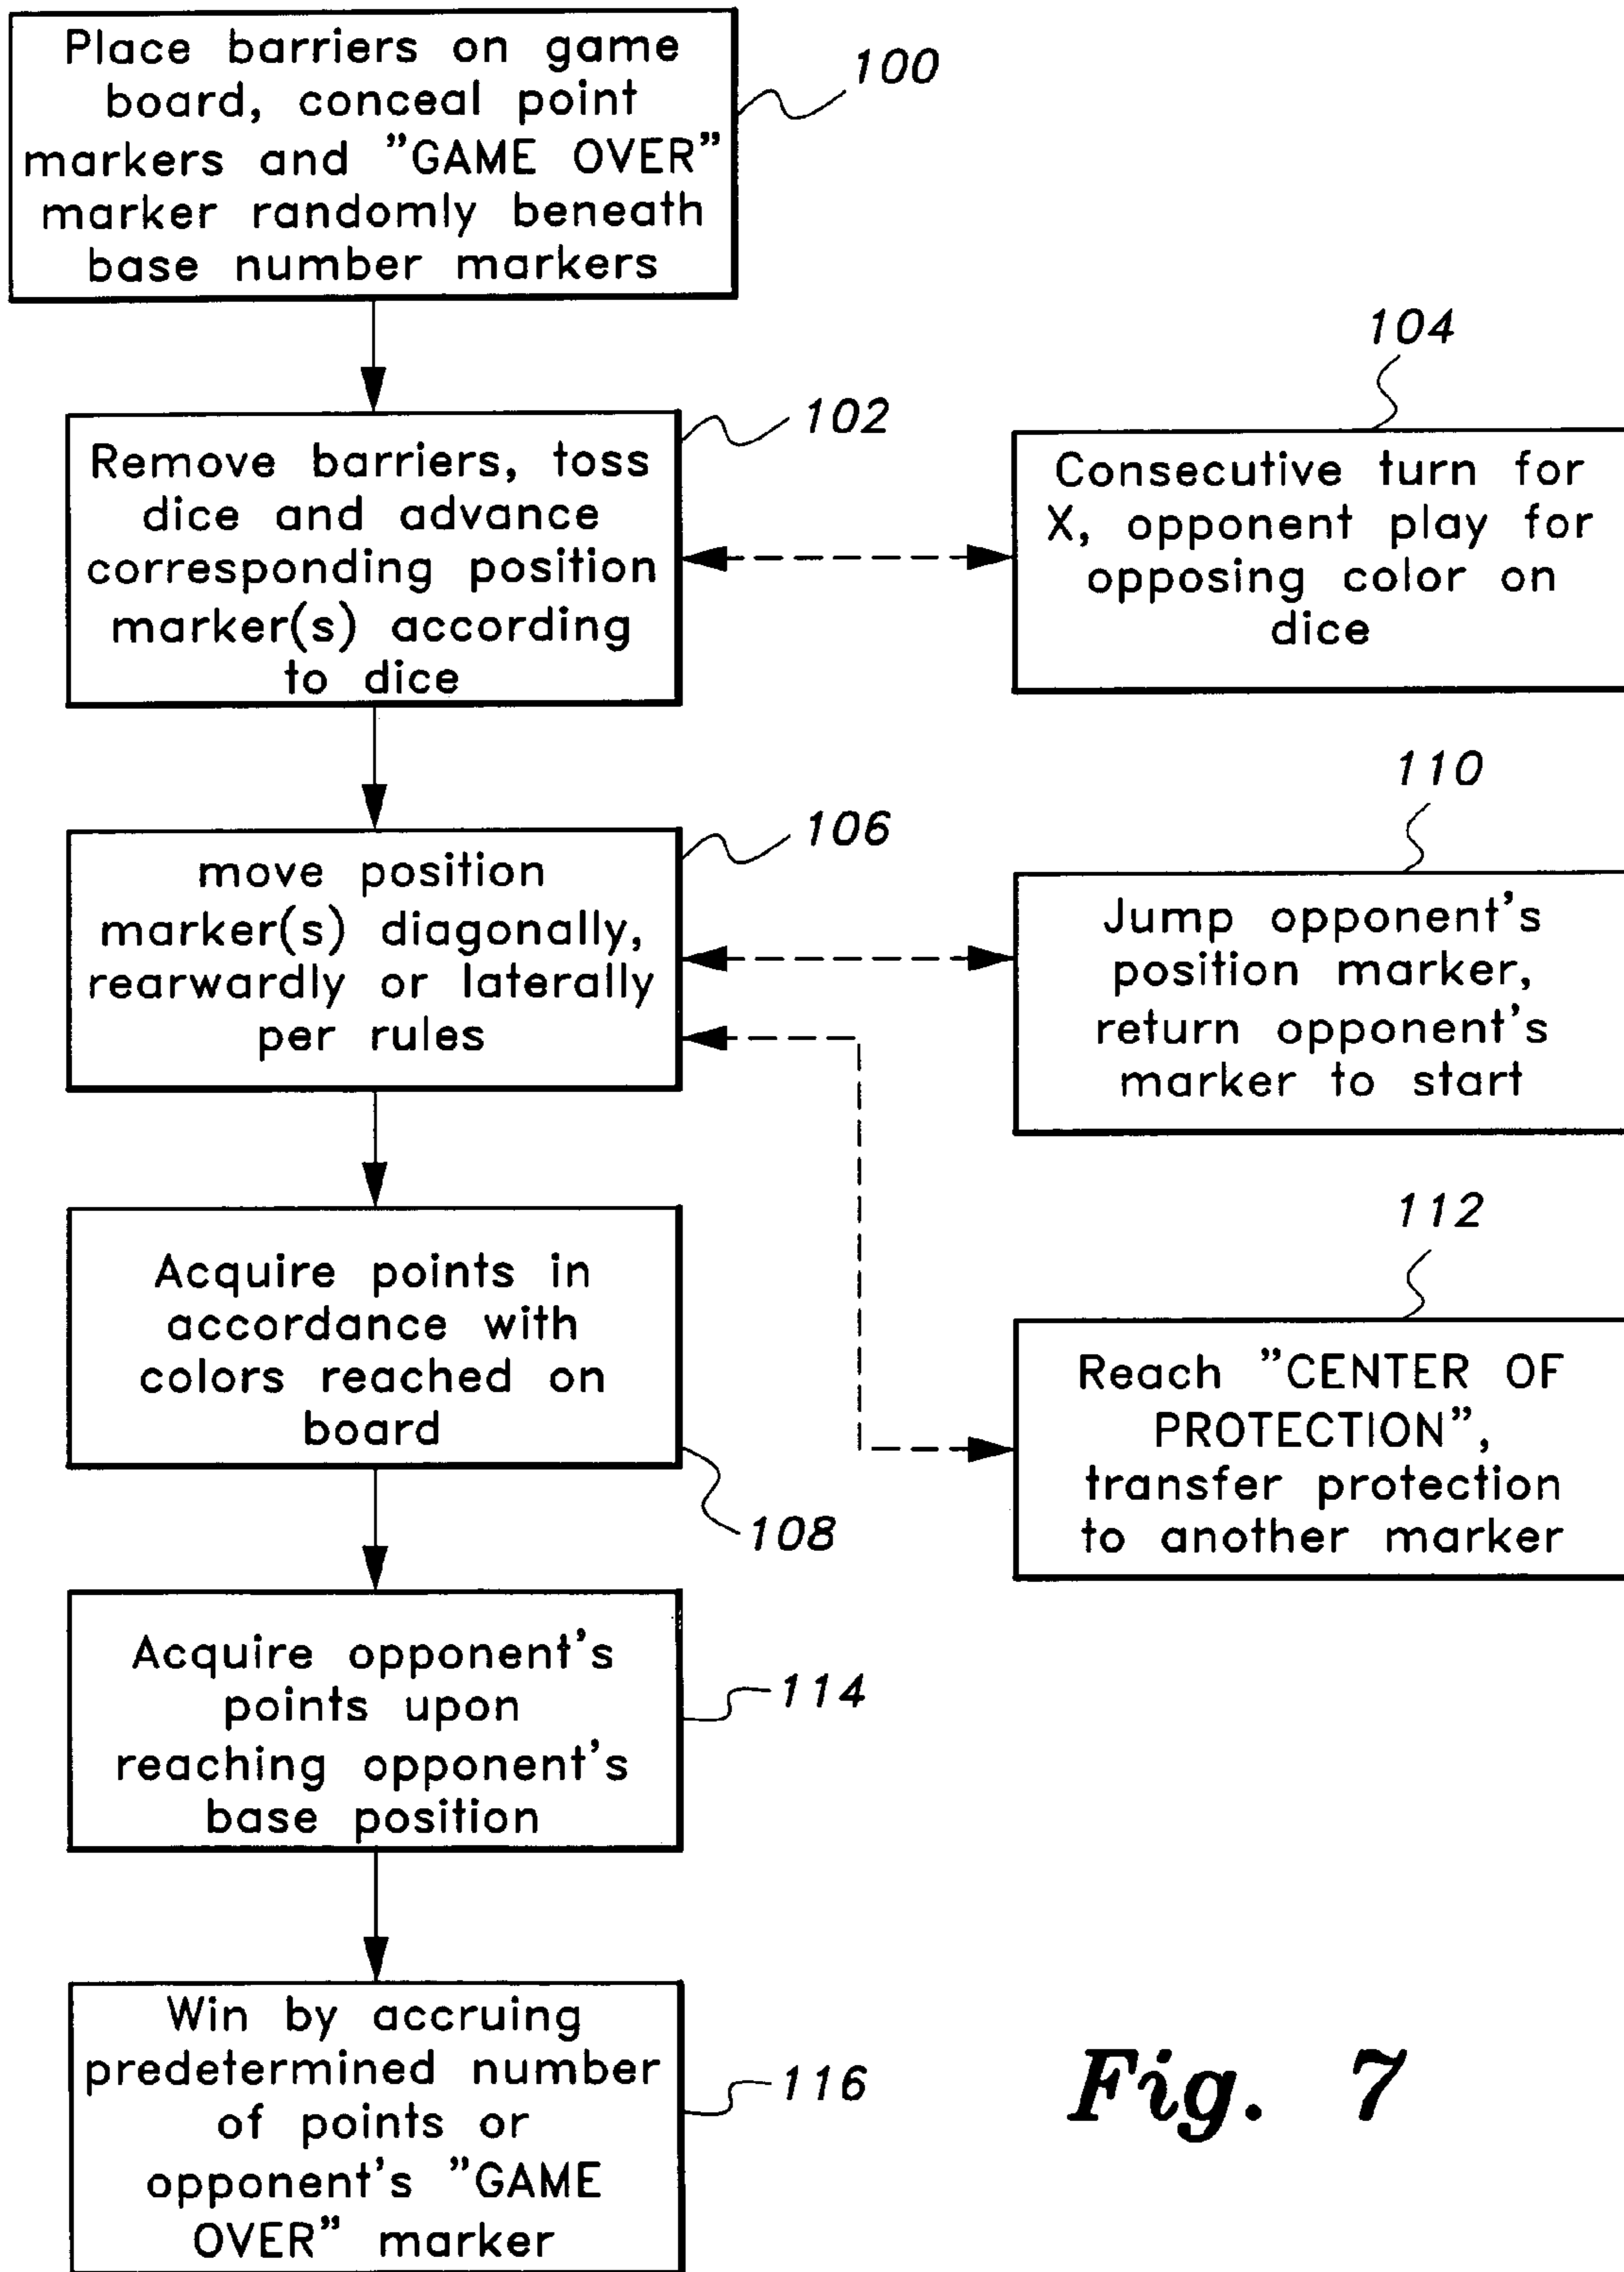 Place barriers on game
board, conceal point
markers and "GAME OVER"
marker randomly beneath
base number markers
100
104
102
Remove barriers, toss
dice and advance
corresponding position
marker(s) according
to dice
Consecutive turn for
X, opponent play for
opposing color on
dice
110
106
move position
marker(s) diagonally,
rearwardly or laterally
per rules
Jump opponent's
position marker,
return opponent's
marker to start
112
Acquire points in
accordance with
colors reached on
board
108
Reach "CENTER OF
PROTECTION",
transfer protection
to another marker
Acquire opponent's
points upon
reaching opponent's
base position
114
Win by accruing
predetermined number
of points or
opponent's "GAME
OVER" marker
116
Fig. 7